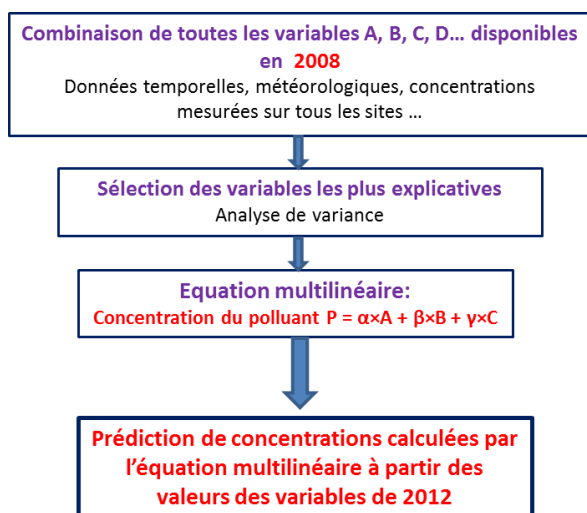 Combinaison de toutes les variables A, B, C, D… disponibles
en 2008
Données temporelles, météorologiques, concentrations
mesurées sur tous les sites …
Sélection des variables les plus explicatives
Analyse de variance
Equation multilinéaire:
Concentration du polluant P = α×A + β×B + γ×C
Prédiction de concentrations calculées par
l’équation multilinéaire à partir des
valeurs des variables de 2012